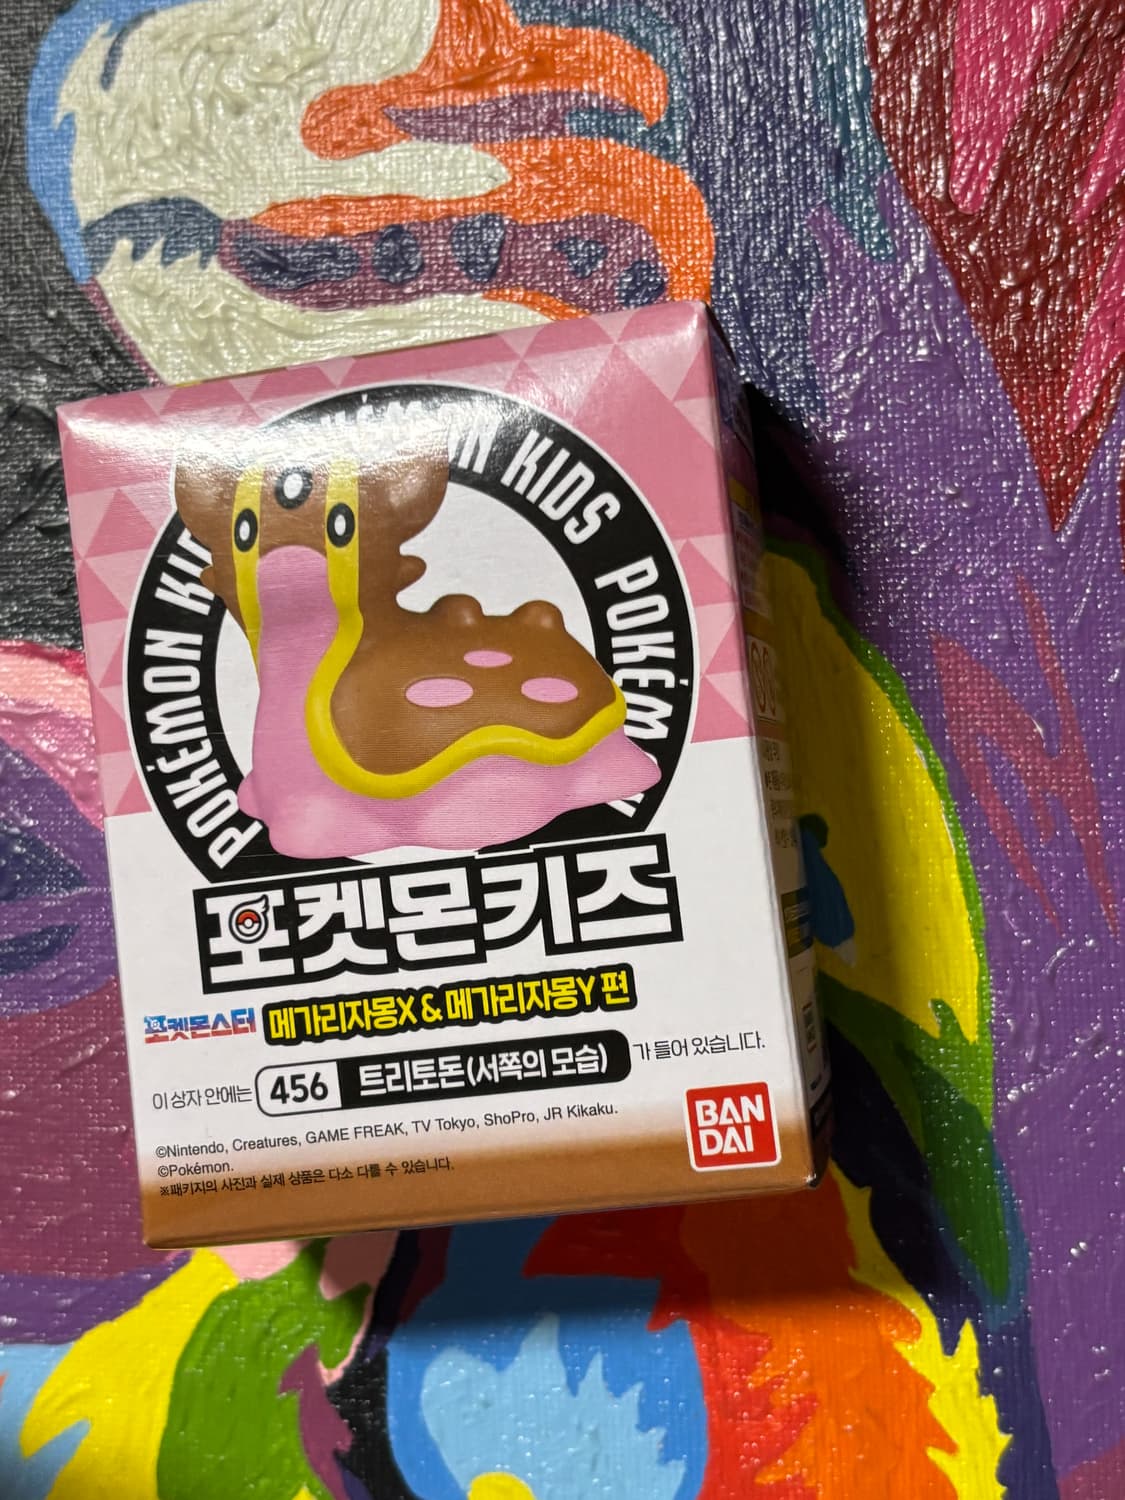 POKÉMON KIDS POKÉMON KIDS
포켓몬키즈
포켓몬스터 메가리자몽X & 메가리자몽Y 편
이 상자 안에는 456 트리토돈(서쪽의 모습) 가 들어 있습니다.
©Nintendo, Creatures, GAME FREAK, TV Tokyo, ShoPro, JR Kikaku.
©Pokémon.
※패키지의 사진과 실제 상품은 다소 다를 수 있습니다.
BAN
DAI